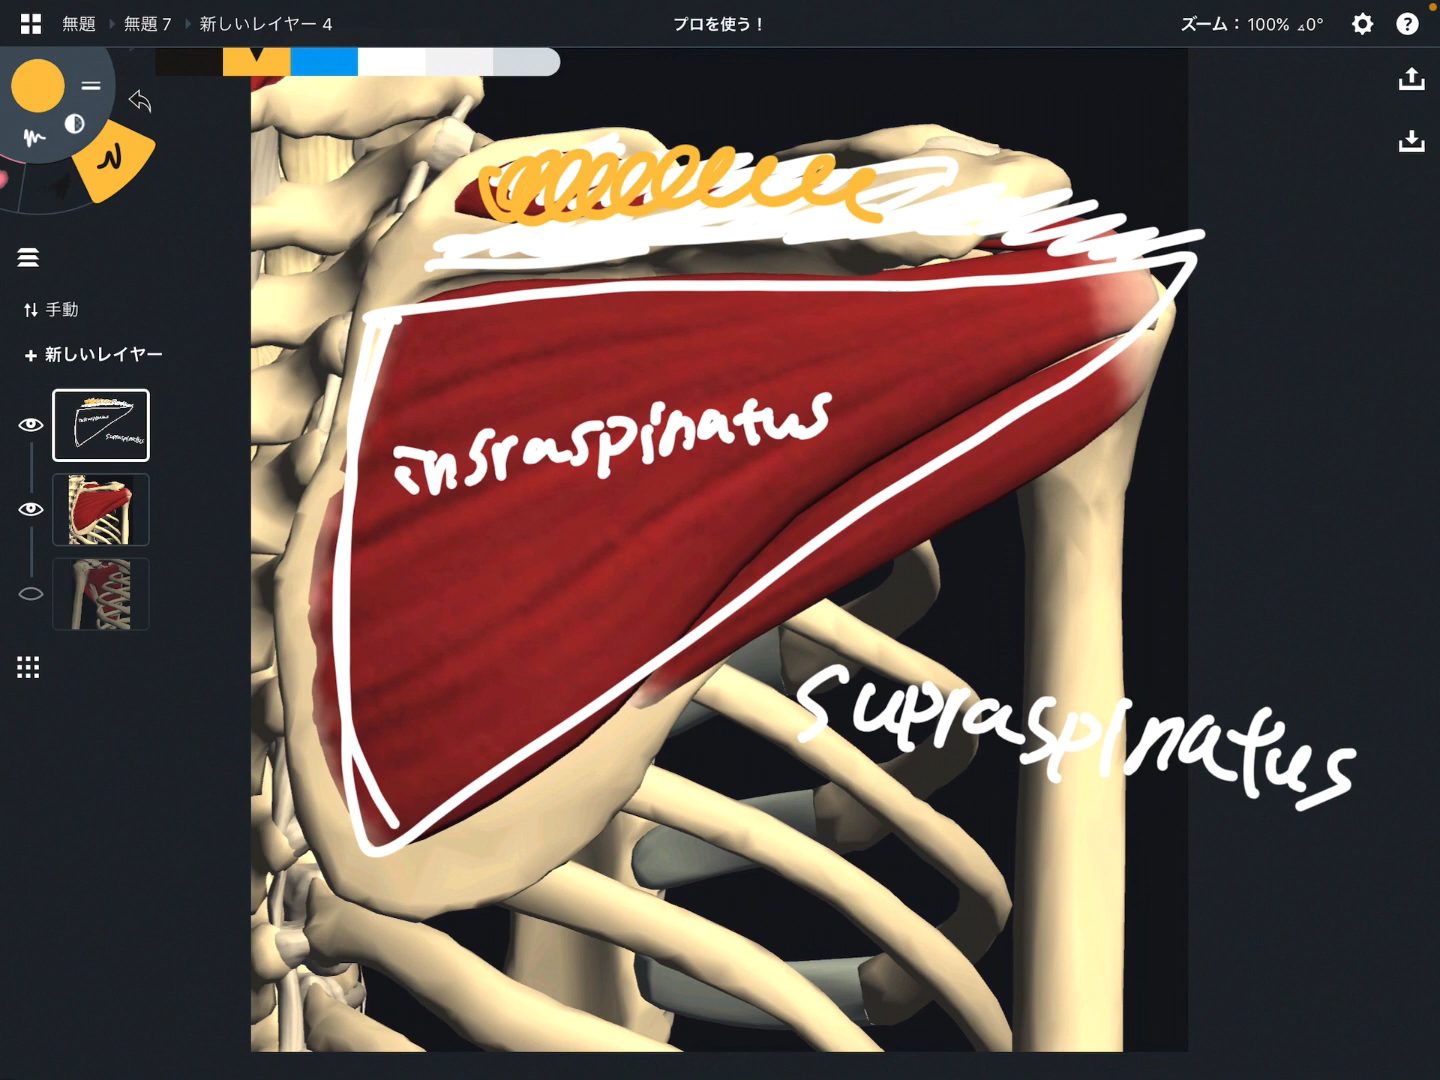 無題 無題 7 新しいレイヤー 4
プロを使う！
ズーム： 100% ⊿0°
手動
+ 新しいレイヤー
insraspinatus
supraspinatus